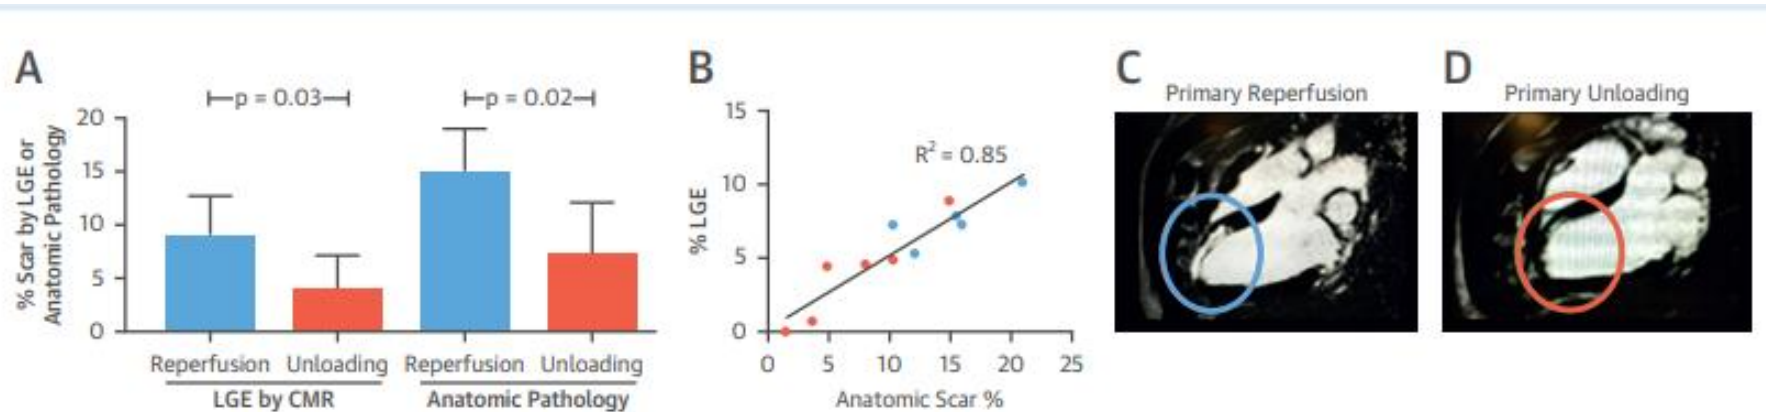 A
% Scar by LGE or
Anatomic Pathology
20
15
10
5
0
p = 0.03
p = 0.02
Reperfusion Unloading Reperfusion Unloading
LGE by CMR
Anatomic Pathology
B
% LGE
15
10
5
0
R² = 0.85
0 5 10 15 20 25
Anatomic Scar %
C
Primary Reperfusion
D
Primary Unloading